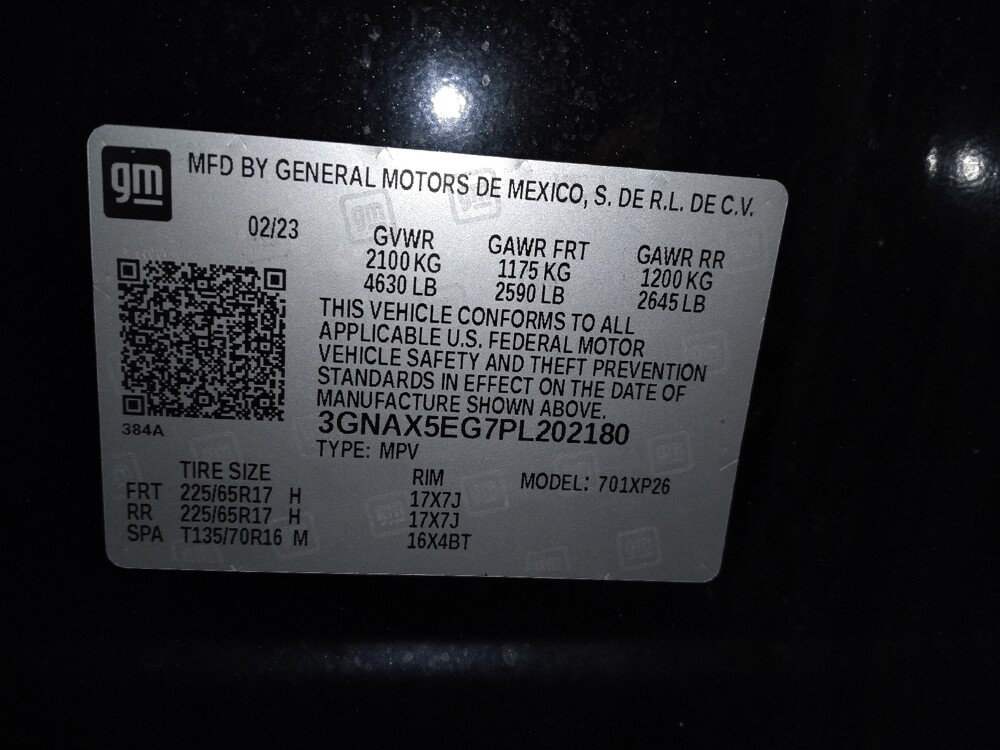 gm
MFD BY GENERAL MOTORS DE MEXICO, S. DE R.L. DE C.V.
02/23
GVWR GAWR FRT GAWR RR
2100 KG 1175 KG 1200 KG
4630 LB 2590 LB 2645 LB
THIS VEHICLE CONFORMS TO ALL
APPLICABLE U.S. FEDERAL MOTOR
VEHICLE SAFETY AND THEFT PREVENTION
STANDARDS IN EFFECT ON THE DATE OF
MANUFACTURE SHOWN ABOVE.
3GNAX5EG7PL202180
384A
TYPE: MPV
TIRE SIZE RIM MODEL: 701XP26
FRT 225/65R17 H 17X7J
RR 225/65R17 H 17X7J
SPA T135/70R16 M 16X4BT